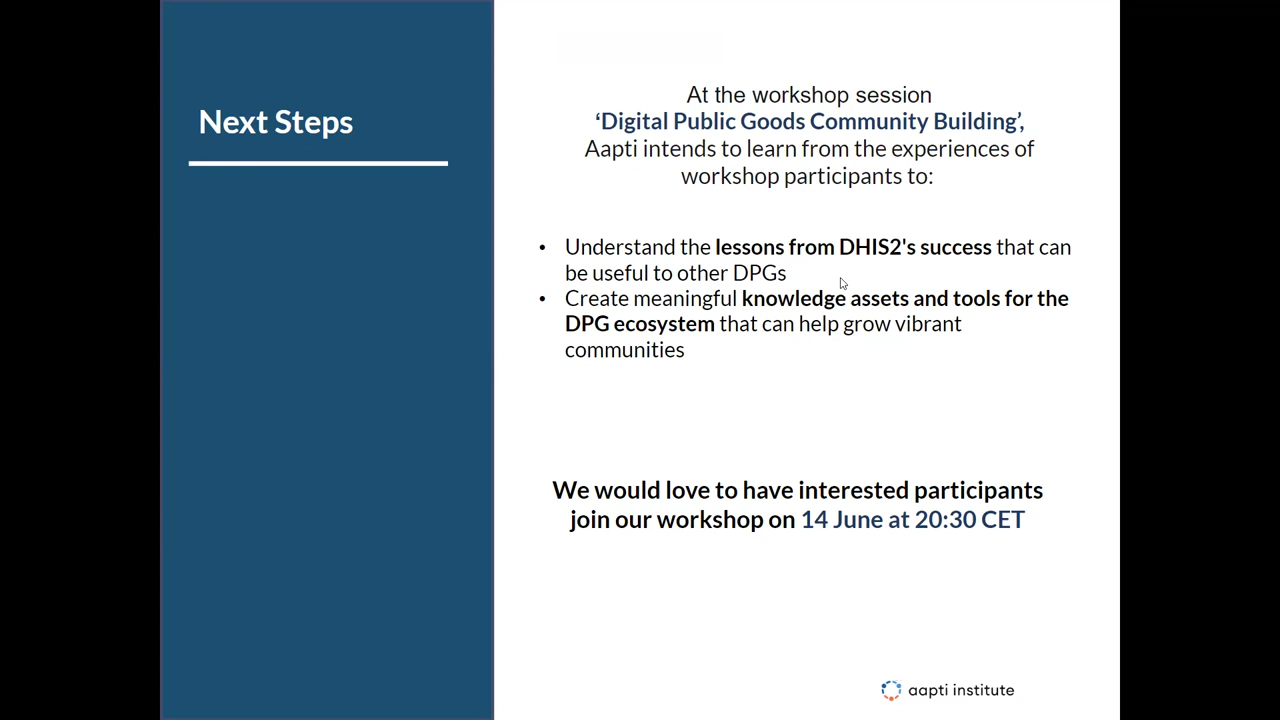 Next Steps
At the workshop session
‘Digital Public Goods Community Building’,
Aapti intends to learn from the experiences of
workshop participants to:
• Understand the lessons from DHIS2's success that can
be useful to other DPGs
• Create meaningful knowledge assets and tools for the
DPG ecosystem that can help grow vibrant
communities
We would love to have interested participants
join our workshop on 14 June at 20:30 CET
aapti institute